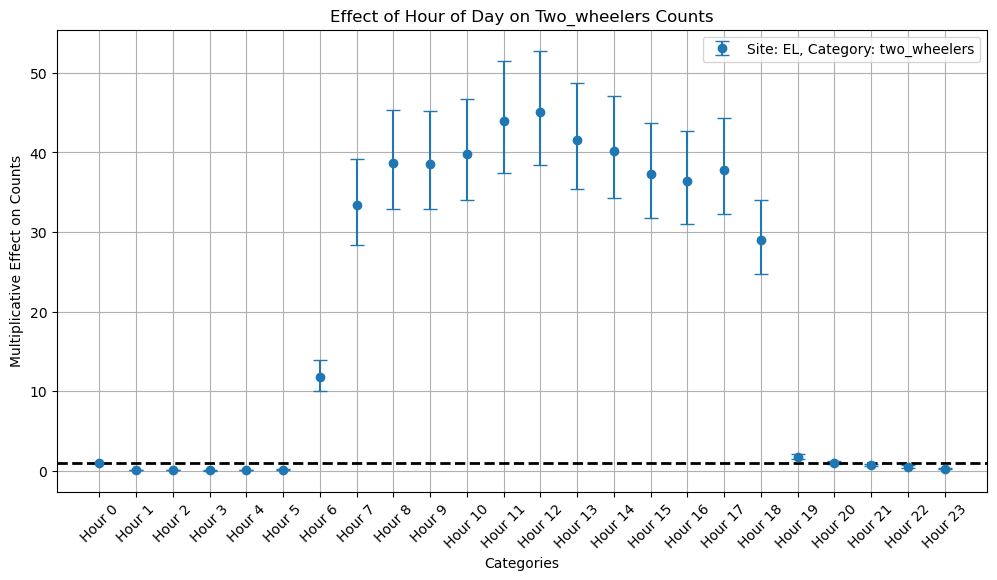 Effect of Hour of Day on Two_wheelers Counts
Site: EL, Category: two_wheelers
Multiplicative Effect on Counts
50
40
30
20
10
0
Hour 0
Hour 1
Hour 2
Hour 3
Hour 4
Hour 5
Hour 6
Hour 7
Hour 8
Hour 9
Hour 10
Hour 11
Hour 12
Hour 13
Hour 14
Hour 15
Hour 16
Hour 17
Hour 18
Hour 19
Hour 20
Hour 21
Hour 22
Hour 23
Categories